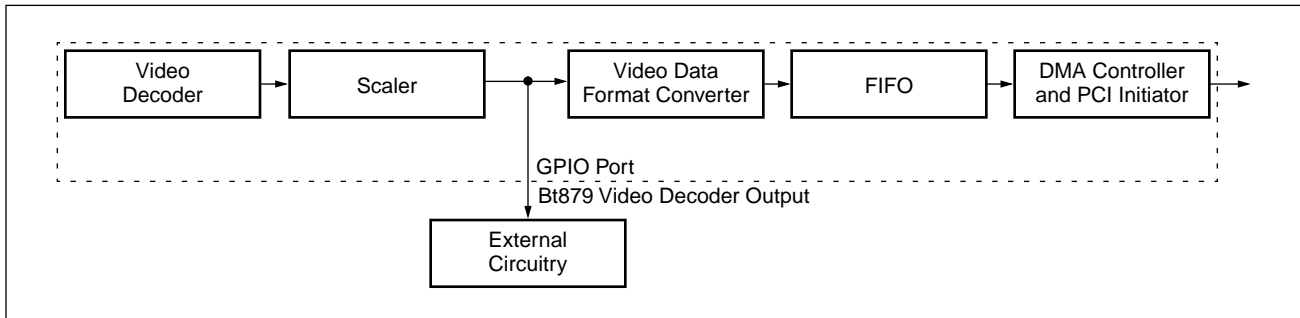 Video
Decoder
Scaler
Video Data
Format Converter
FIFO
DMA Controller
and PCI Initiator
GPIO Port
Bt879 Video Decoder Output
External
Circuitry